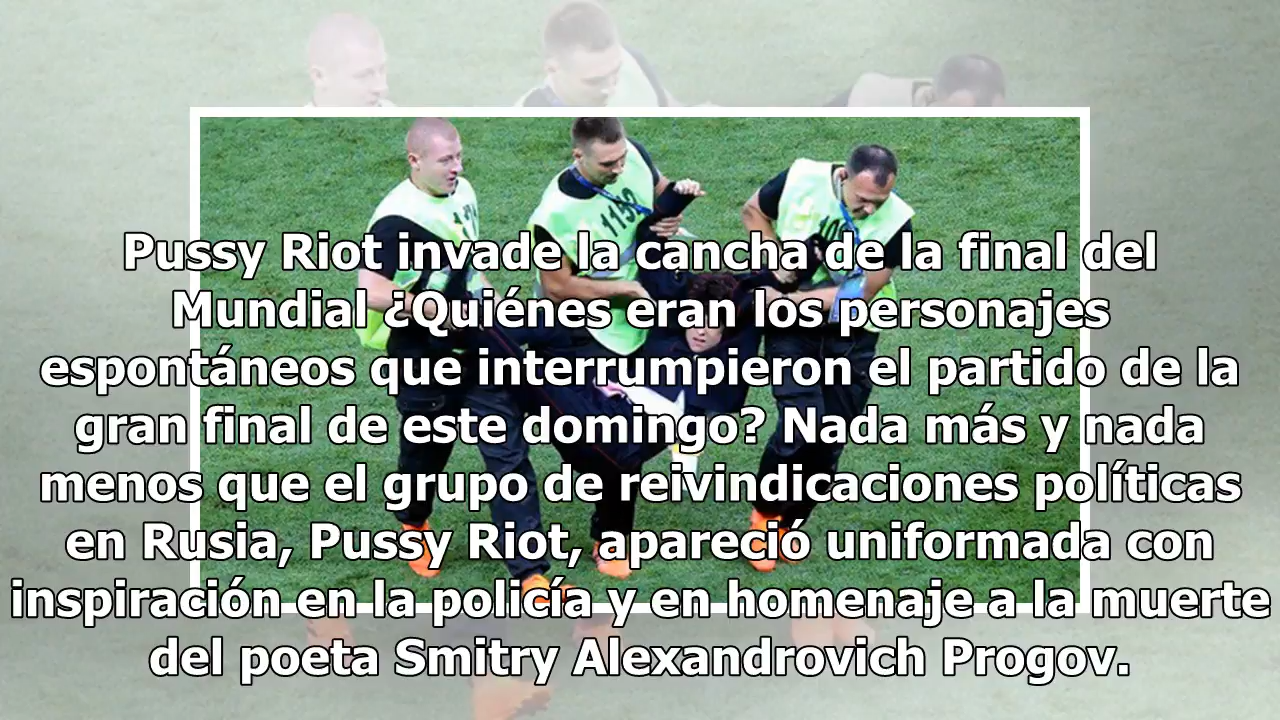 Pussy Riot invade la cancha de la final del
Mundial ¿Quiénes eran los personajes
espontáneos que interrumpieron el partido de la
gran final de este domingo? Nada más y nada
menos que el grupo de reivindicaciones políticas
en Rusia, Pussy Riot, apareció uniformada con
inspiración en la policía y en homenaje a la muerte
del poeta Smitry Alexandrovich Progov.